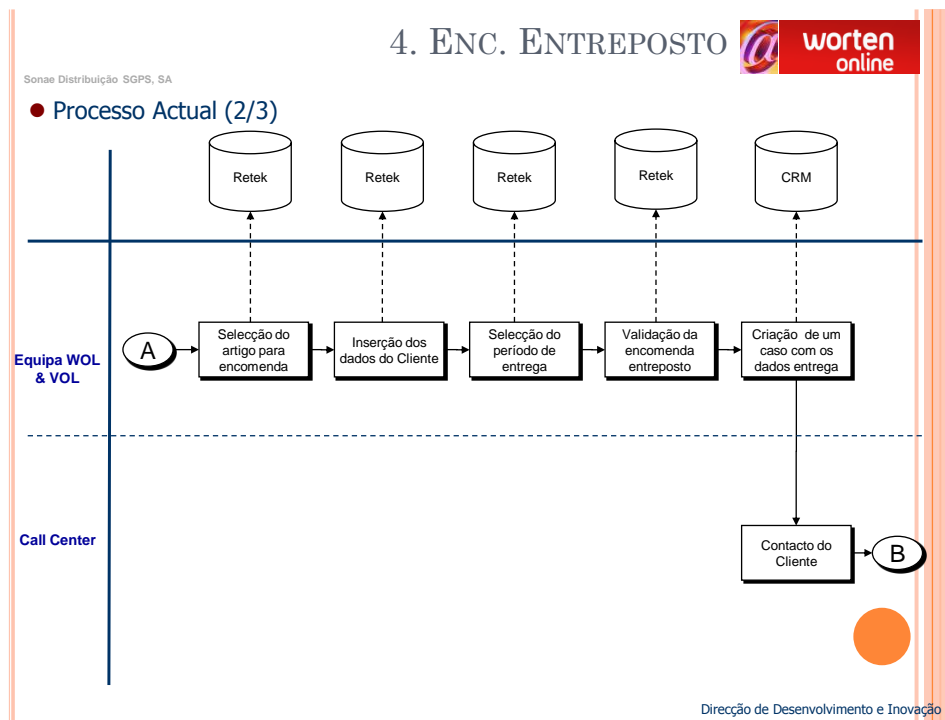 4. Enc. Entreposto
@
worten
online
Sonae Distribuição SGPS, SA
Processo Actual (2/3)
Retek
Retek
Retek
Retek
CRM
Equipa WOL
& VOL
A
Selecção do
artigo para
encomenda
Inserção dos
dados do Cliente
Selecção do
período de
entrega
Validação da
encomenda
entreposto
Criação de um
caso com os
dados entrega
Call Center
Contacto do
Cliente
B
Direcção de Desenvolvimento e Inovação